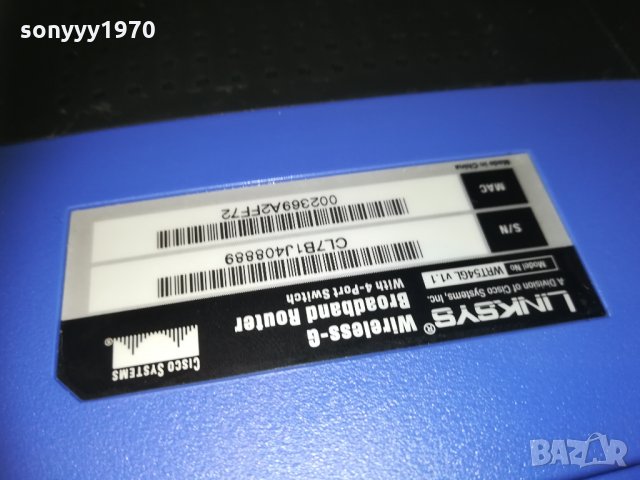 sonyyy1970
LINKSYS®
A Division of Cisco Systems, Inc.
Model No. WRT54GL v1.1
Wireless-G
Broadband Router
With 4-Port Switch
CISCO SYSTEMS
S/N
CL7B1J408889
MAC
002369A2FF72
Made in China
BAZAR